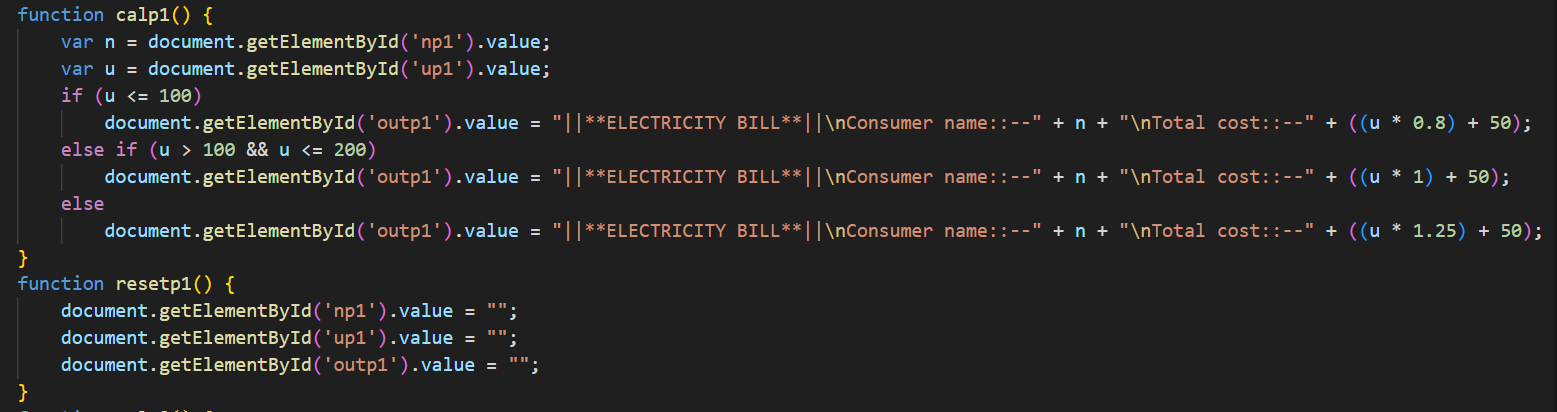 function calp1() {
    var n = document.getElementById('np1').value;
    var u = document.getElementById('up1').value;
    if (u <= 100)
        document.getElementById('outp1').value = "||**ELECTRICITY BILL**||\nConsumer name::--" + n + "\nTotal cost::--" + ((u * 0.8) + 50);
    else if (u > 100 && u <= 200)
        document.getElementById('outp1').value = "||**ELECTRICITY BILL**||\nConsumer name::--" + n + "\nTotal cost::--" + ((u * 1) + 50);
    else
        document.getElementById('outp1').value = "||**ELECTRICITY BILL**||\nConsumer name::--" + n + "\nTotal cost::--" + ((u * 1.25) + 50);
}
function resetp1() {
    document.getElementById('np1').value = "";
    document.getElementById('up1').value = "";
    document.getElementById('outp1').value = "";
}